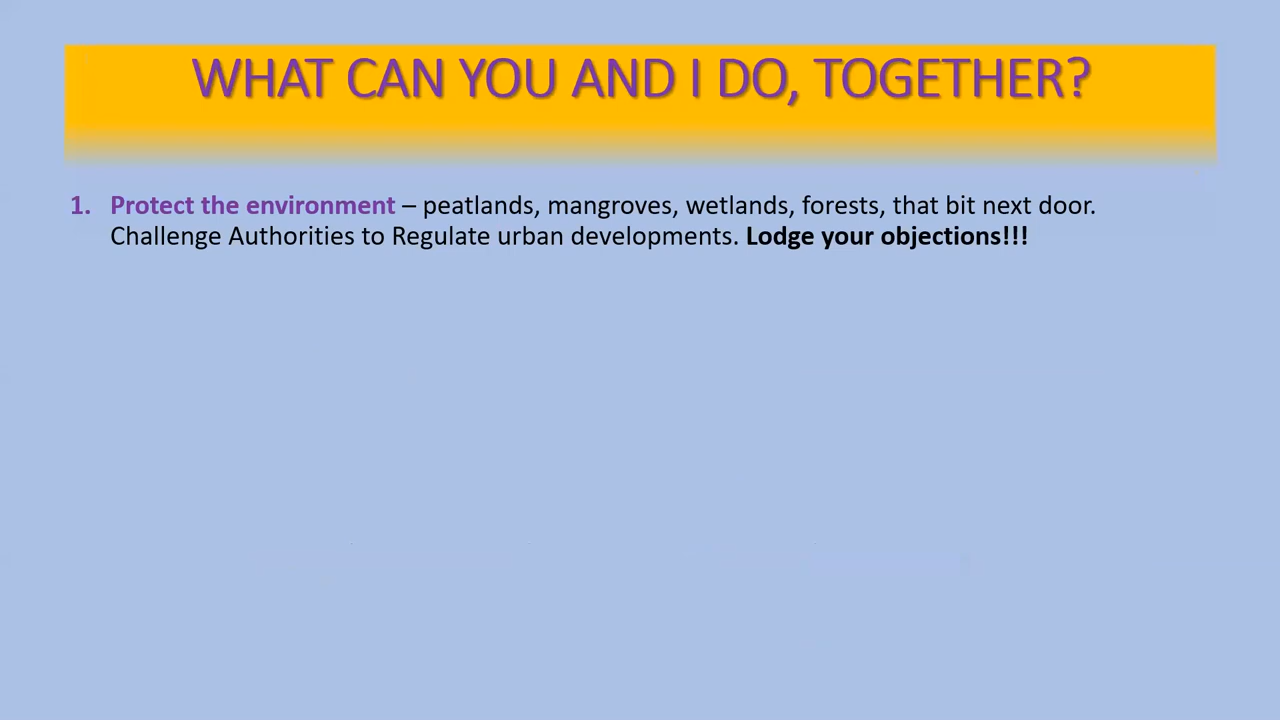 WHAT CAN YOU AND I DO, TOGETHER?
1. Protect the environment – peatlands, mangroves, wetlands, forests, that bit next door.
Challenge Authorities to Regulate urban developments. Lodge your objections!!!